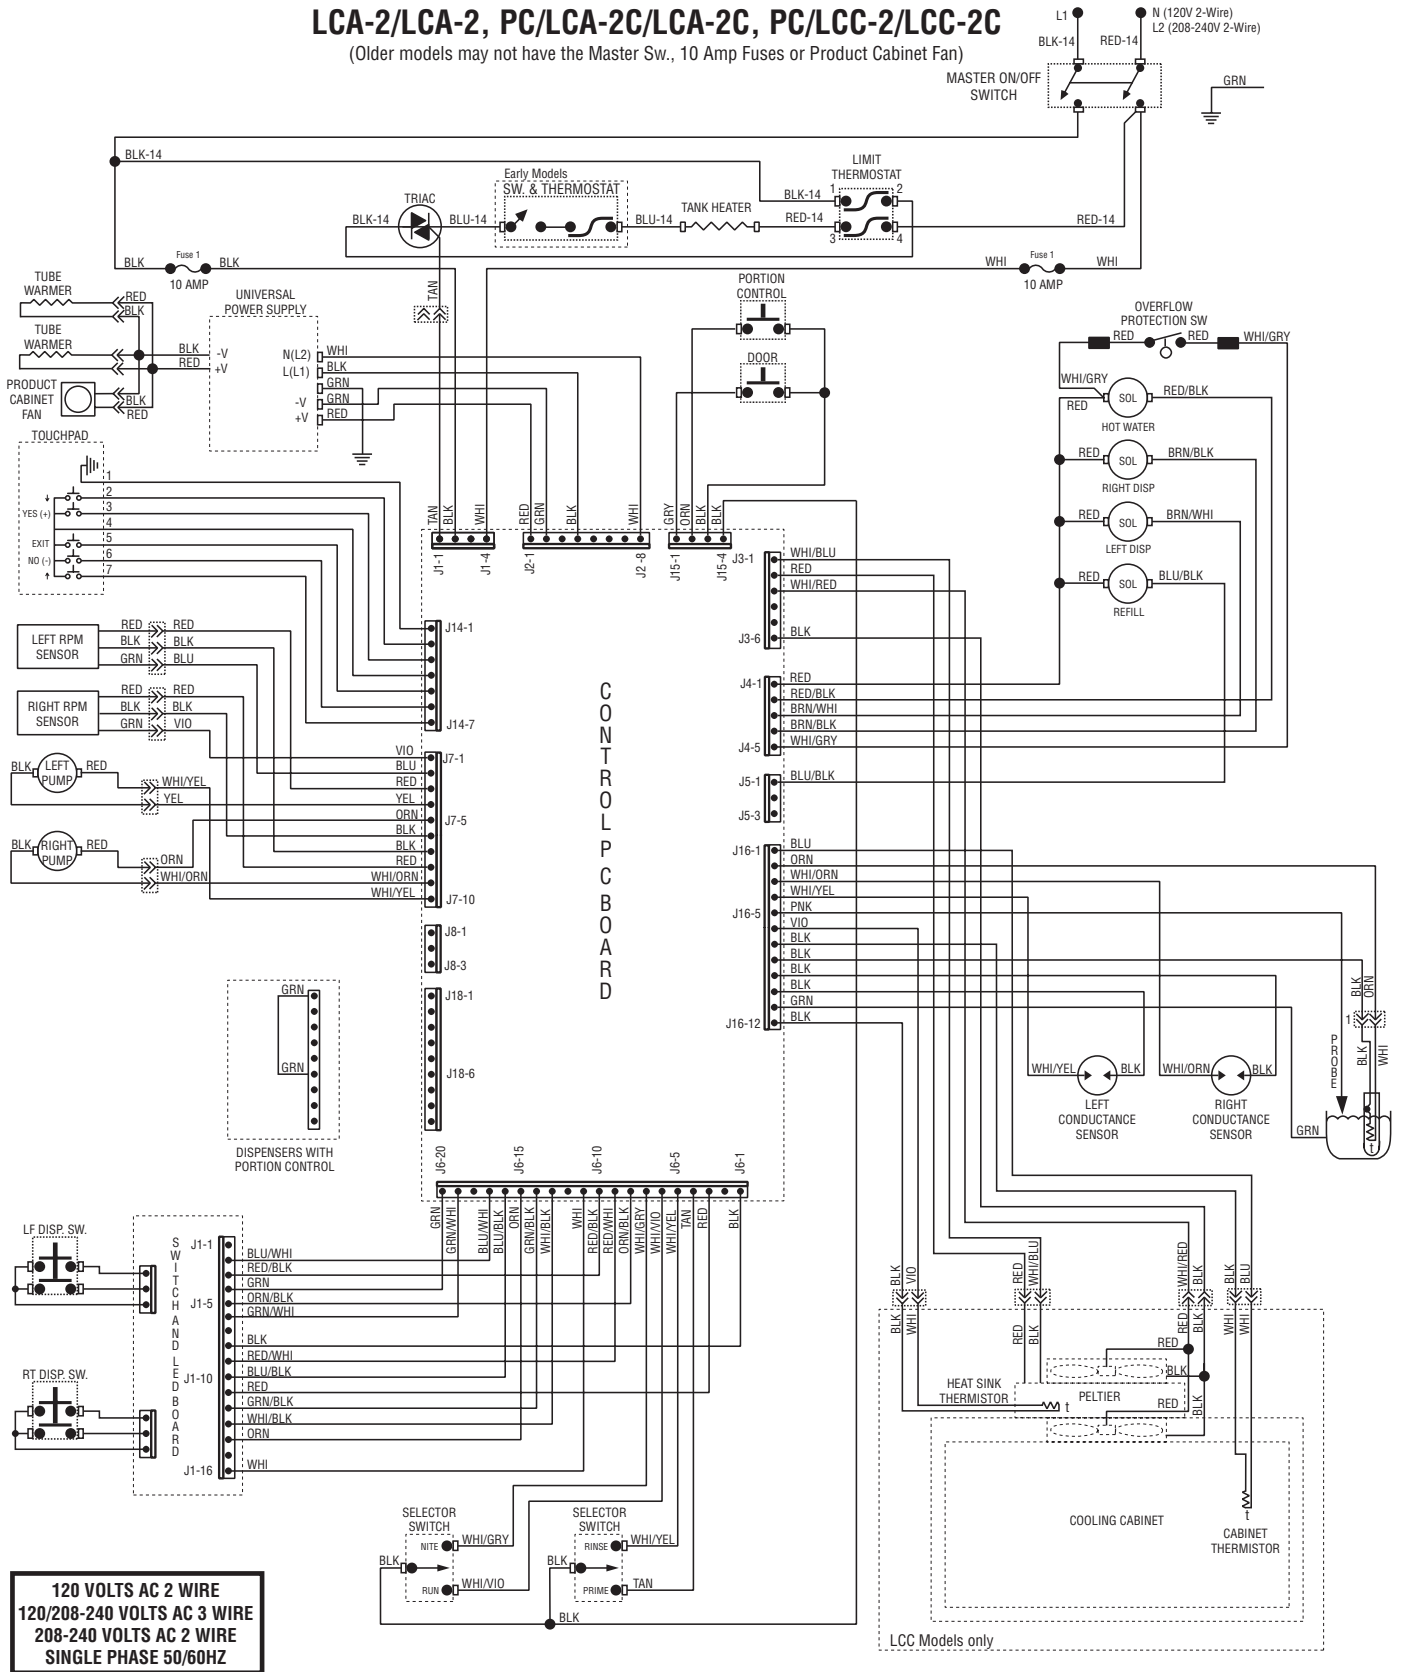 LCA-2/LCA-2, PC/LCA-2C/LCA-2C, PC/LCC-2/LCC-2C
(Older models may not have the Master Sw., 10 Amp Fuses or Product Cabinet Fan)
L1
N (120V 2-Wire)
L2 (208-240V 2-Wire)
BLK-14
RED-14
MASTER ON/OFF
SWITCH
GRN
BLK-14
LIMIT
THERMOSTAT
Early Models
SW. & THERMOSTAT
TRIAC
BLK-14
1
2
BLK-14
BLU-14
BLU-14
TANK HEATER
RED-14
3
4
RED-14
BLK
Fuse 1
BLK
10 AMP
WHI
Fuse 1
WHI
10 AMP
TUBE
WARMER
RED
BLK
TUBE
WARMER
BLK
RED
PRODUCT
CABINET
FAN
BLK
RED
UNIVERSAL
POWER SUPPLY
-V
+V
N(L2)
WHI
L(L1)
BLK
GRN
-V
GRN
+V
RED
TAN
PORTION
CONTROL
DOOR
OVERFLOW
PROTECTION SW
RED
RED
WHI/GRY
WHI/GRY
RED
SOL
RED/BLK
HOT WATER
RED
SOL
BRN/BLK
RIGHT DISP
RED
SOL
BRN/WHI
LEFT DISP
RED
SOL
BLU/BLK
REFILL
TOUCHPAD
1
2
YES (+)
3
4
EXIT
5
NO (-)
6
7
TAN
BLK
WHI
RED
GRN
BLK
WHI
GRY
ORN
BLK
BLK
J1-1
J1-4
J2-1
J2 -8
J15-1
J15-4
J3-1
WHI/BLU
RED
WHI/RED
J3-6
BLK
J4-1
RED
RED/BLK
BRN/WHI
BRN/BLK
J4-5
WHI/GRY
J5-1
BLU/BLK
J5-3
J16-1
BLU
ORN
WHI/ORN
WHI/YEL
J16-5
PNK
VIO
BLK
BLK
BLK
BLK
GRN
J16-12
BLK
CONTROL PC BOARD
LEFT RPM
SENSOR
RED
RED
BLK
BLK
GRN
BLU
RIGHT RPM
SENSOR
RED
RED
BLK
BLK
GRN
VIO
J14-1
J14-7
BLK
LEFT
PUMP
RED
WHI/YEL
YEL
BLK
RIGHT
PUMP
RED
ORN
WHI/ORN
VIO
J7-1
BLU
RED
YEL
ORN
J7-5
BLK
BLK
RED
WHI/ORN
WHI/YEL
J7-10
J8-1
J8-3
J18-1
J18-6
GRN
GRN
DISPENSERS WITH
PORTION CONTROL
WHI/YEL
BLK
LEFT
CONDUCTANCE
SENSOR
WHI/ORN
BLK
RIGHT
CONDUCTANCE
SENSOR
BLK
ORN
1
PROBE
BLK
WHI
GRN
t
J6-20
J6-15
J6-10
J6-5
J6-1
GRN
GRN/WHI
BLU/WHI
BLU/BLK
ORN
GRN/BLK
WHI/BLK
WHI
RED/BLK
RED/WHI
ORN/BLK
WHI/GRY
WHI/VIO
WHI/YEL
TAN
RED
BLK
LF DISP. SW.
RT DISP. SW.
SWITCH AND LED BOARD
J1-1
BLU/WHI
RED/BLK
GRN
J1-5
ORN/BLK
GRN/WHI
BLK
RED/WHI
J1-10
BLU/BLK
RED
GRN/BLK
WHI/BLK
ORN
J1-16
WHI
SELECTOR
SWITCH
NITE
WHI/GRY
BLK
RUN
WHI/VIO
SELECTOR
SWITCH
RINSE
WHI/YEL
BLK
PRIME
TAN
BLK
BLK
VIO
RED
WHI/BLU
WHI/RED
BLK
BLK
BLU
BLK
WHI
RED
BLK
RED
BLK
WHI
WHI
RED
BLK
HEAT SINK
THERMISTOR
t
PELTIER
RED
BLK
COOLING CABINET
t
CABINET
THERMISTOR
LCC Models only
120 VOLTS AC 2 WIRE
120/208-240 VOLTS AC 3 WIRE
208-240 VOLTS AC 2 WIRE
SINGLE PHASE 50/60HZ